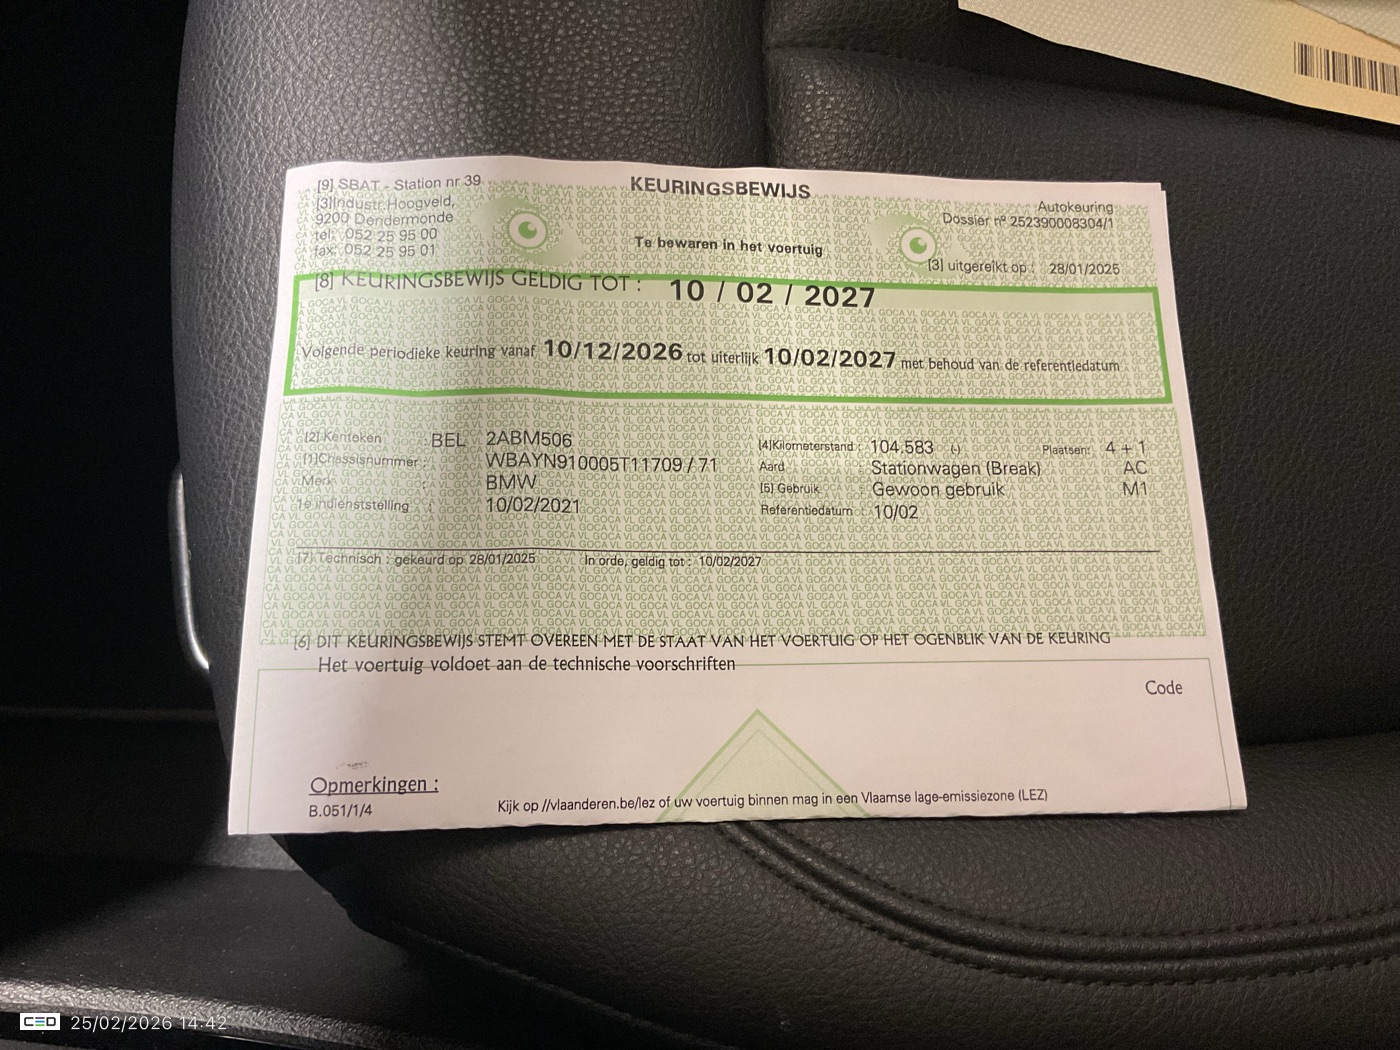 [9] SBAT - Station nr 39
KEURINGSBEWIJS
Autokeuring
[3]Industr.Hoogveld,
Dossier nº 252390008304/1
9200 Dendermonde
tel: 052 25 95 00
Te bewaren in het voertuig
fax: 052 25 95 01
[3] uitgereikt op : 28/01/2025
[8] KEURINGSBEWIJS GELDIG TOT : 10 / 02 / 2027
Volgende periodieke keuring vanaf 10/12/2026 tot uiterlijk 10/02/2027 met behoud van de referentiedatum
[2] Kenteken : BEL 2ABM506
[4]Kilometerstand : 104.583 (-) Plaatsen: 4 + 1
[1]Chassisnummer : WBAYN910005T11709 / 71
Aard : Stationwagen (Break) AC
Merk : BMW
[5] Gebruik : Gewoon gebruik M1
1e indienststelling : 10/02/2021
Referentiedatum : 10/02
[7] Technisch : gekeurd op 28/01/2025 In orde, geldig tot : 10/02/2027
[6] DIT KEURINGSBEWIJS STEMT OVEREEN MET DE STAAT VAN HET VOERTUIG OP HET OGENBLIK VAN DE KEURING
Het voertuig voldoet aan de technische voorschriften
Code
Opmerkingen :
B.051/1/4
Kijk op //vlaanderen.be/lez of uw voertuig binnen mag in een Vlaamse lage-emissiezone (LEZ)
CED 25/02/2026 14:42